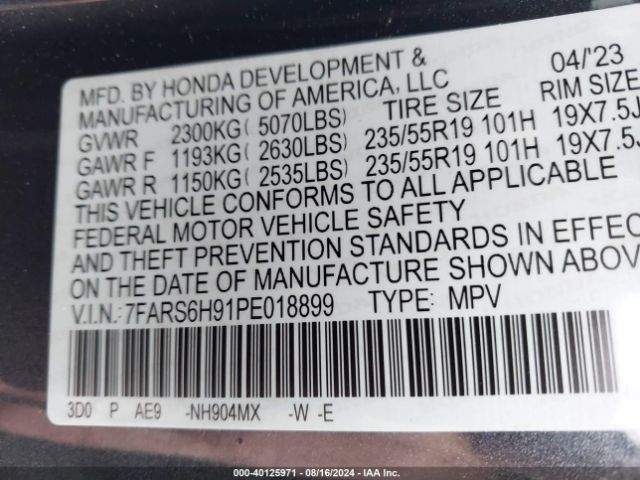 MFD. BY HONDA DEVELOPMENT & 04/'23
MANUFACTURING OF AMERICA, LLC
TIRE SIZE RIM SIZE
GVWR 2300KG( 5070LBS)
GAWR F 1193KG( 2630LBS) 235/55R19 101H 19X7.5J
GAWR R 1150KG( 2535LBS) 235/55R19 101H 19X7.5J
THIS VEHICLE CONFORMS TO ALL APPLICABLE
FEDERAL MOTOR VEHICLE SAFETY
AND THEFT PREVENTION STANDARDS IN EFFEC
ON THE DATE OF MANUFACTURE SHOWN ABOV
V.I.N.:7FARS6H91PE018899 TYPE: MPV
3D0 P AE9 -NH904MX -W -E
000-40125971 | 08/16/2024 | IAA Inc.